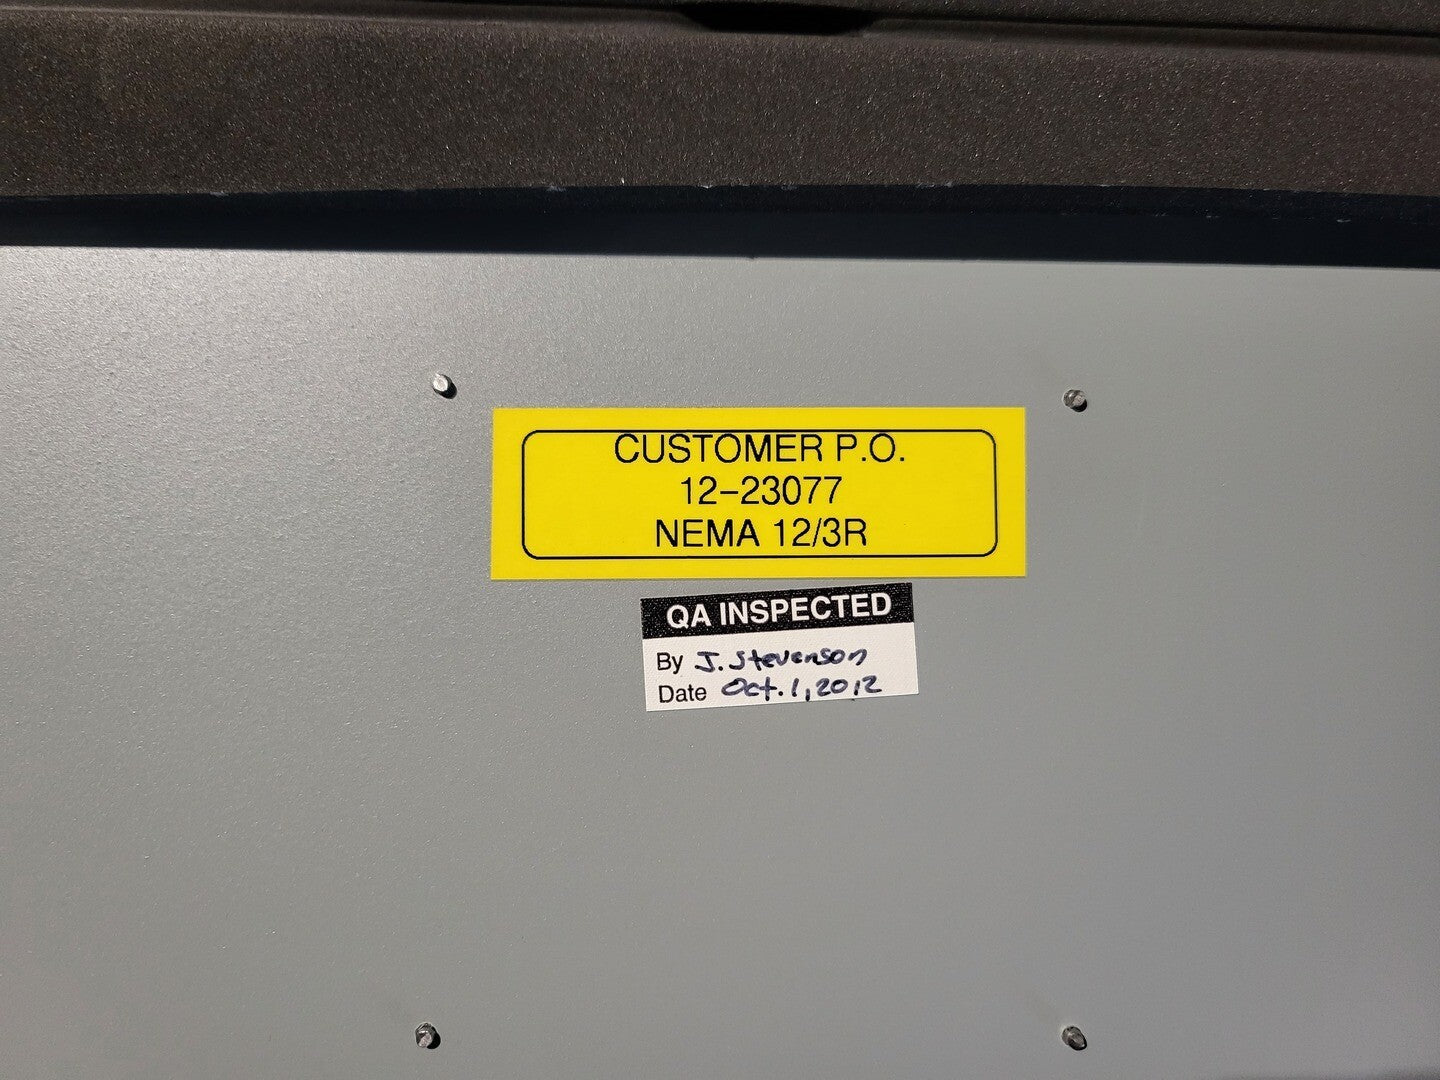 CUSTOMER P.O.
12-23077
NEMA 12/3R
QA INSPECTED
By J. Stevenson
Date Oct. 1, 2012